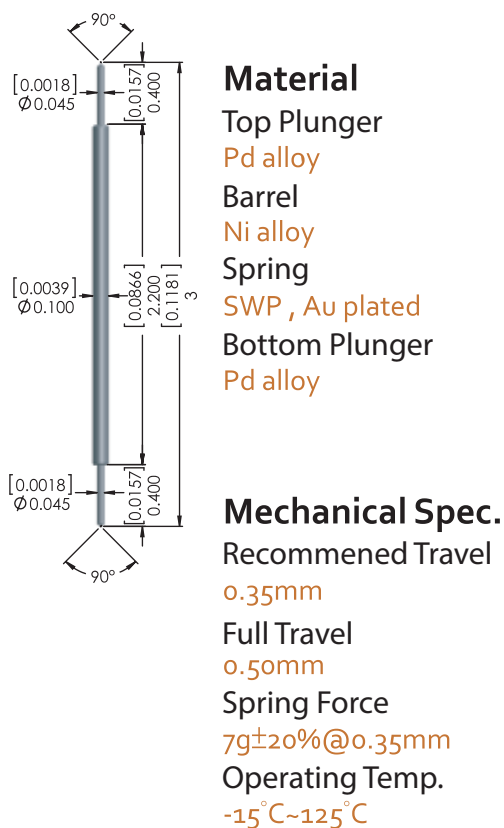 90°
[0.0018]
Ø0.045
[0.0157]
0.400
[0.0039]
Ø0.100
[0.0866]
2.200
[0.1181]
3
[0.0018]
Ø0.045
[0.0157]
0.400
90°
Material
Top Plunger
Pd alloy
Barrel
Ni alloy
Spring
SWP , Au plated
Bottom Plunger
Pd alloy
Mechanical Spec.
Recommened Travel
0.35mm
Full Travel
0.50mm
Spring Force
7g±20%@0.35mm
Operating Temp.
-15°C~125°C